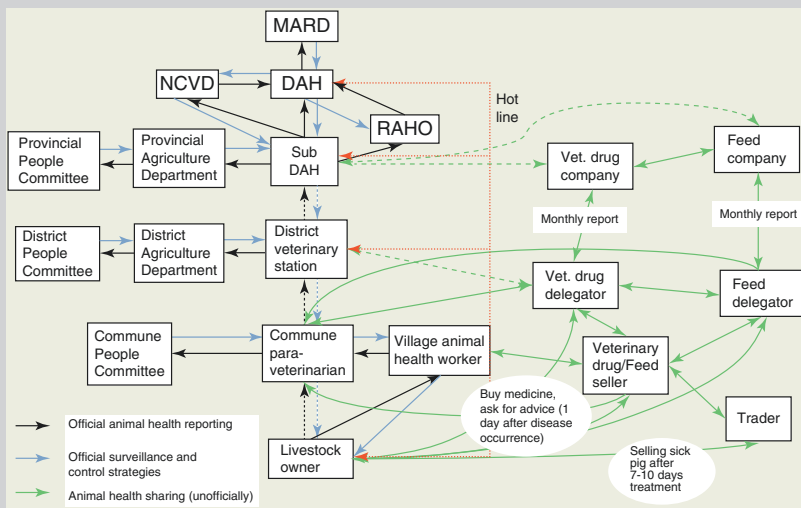 MARD
NCVD
DAH
RAHO
Hot
line
Provincial
People
Committee
Provincial
Agriculture
Department
Sub
DAH
Vet. drug
company
Feed
company
Monthly report
Monthly report
District
People
Committee
District
Agriculture
Department
District
veterinary
station
Vet. drug
delegator
Feed
delegator
Commune
People
Committee
Commune
para-
veterinarian
Village animal
health worker
Veterinary
drug/Feed
seller
Buy medicine,
ask for advice (1
day after disease
occurrence)
Trader
Livestock
owner
Selling sick
pig after
7-10 days
treatment
Official animal health reporting
Official surveillance and
control strategies
Animal health sharing (unofficially)